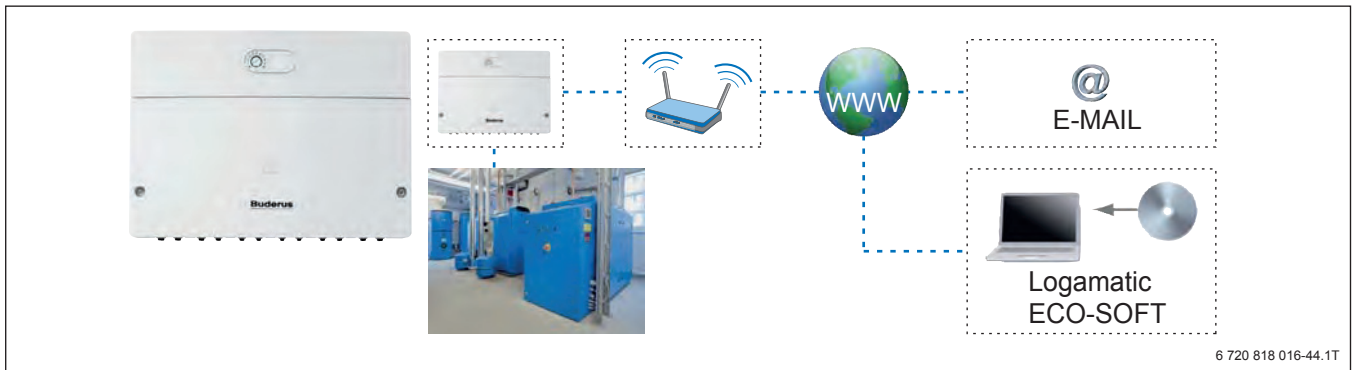 Buderus
Buderus
WWW
@
E-MAIL
Logamatic
ECO-SOFT
6 720 818 016-44.1T